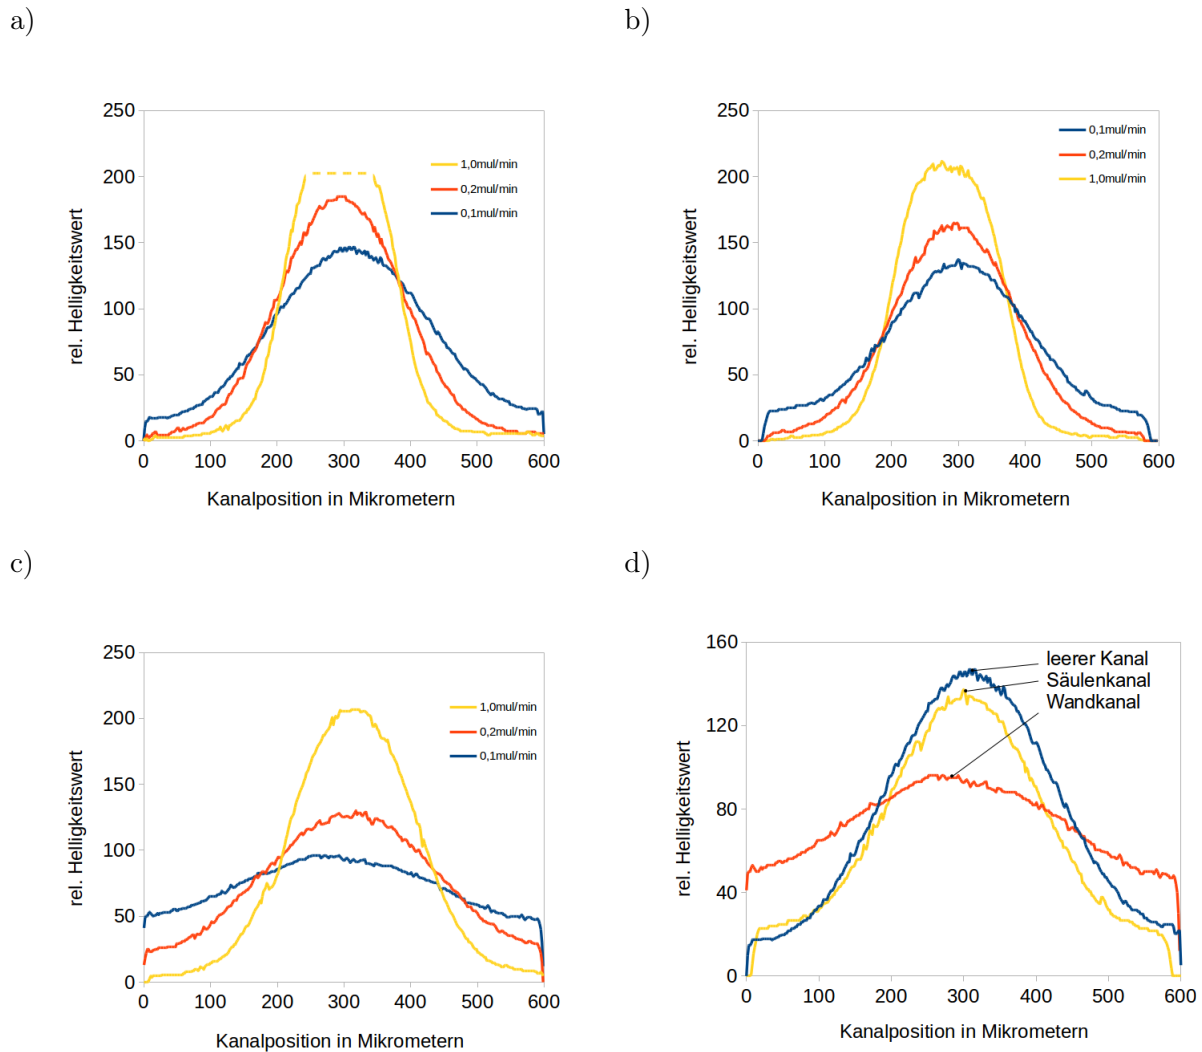 a)
250
200
150
100
50
0
0 100 200 300 400 500 600
rel. Helligkeitswert
Kanalposition in Mikrometern
1,0mul/min
0,2mul/min
0,1mul/min
b)
250
200
150
100
50
0
0 100 200 300 400 500 600
rel. Helligkeitswert
Kanalposition in Mikrometern
0,1mul/min
0,2mul/min
1,0mul/min
c)
250
200
150
100
50
0
0 100 200 300 400 500 600
rel. Helligkeitswert
Kanalposition in Mikrometern
1,0mul/min
0,2mul/min
0,1mul/min
d)
160
120
80
40
0
0 100 200 300 400 500 600
rel. Helligkeitswert
Kanalposition in Mikrometern
leerer Kanal
Säulenkanal
Wandkanal